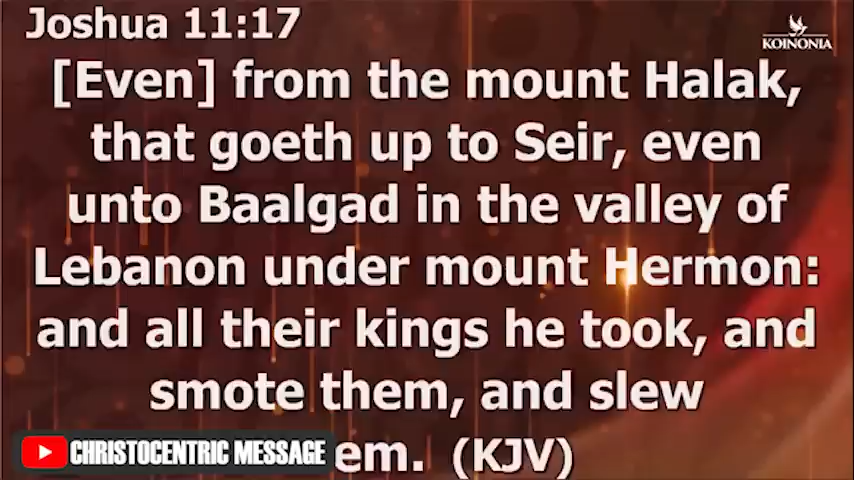 Joshua 11:17
KOINONIA
[Even] from the mount Halak,
that goeth up to Seir, even
unto Baalgad in the valley of
Lebanon under mount Hermon:
and all their kings he took, and
smote them, and slew
CHRISTOCENTRIC MESSAGE em. (KJV)